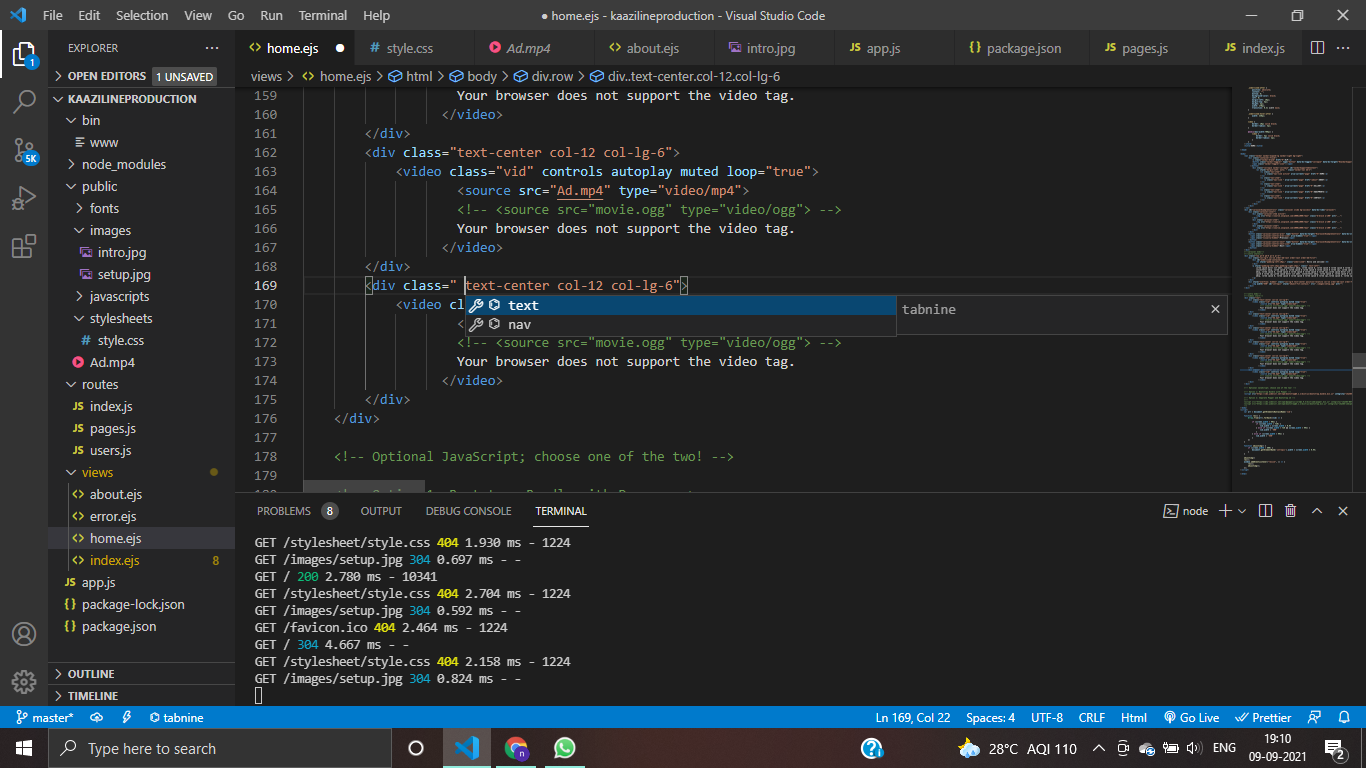 File Edit Selection View Go Run Terminal Help
● home.ejs - kaazilineproduction - Visual Studio Code
EXPLORER
OPEN EDITORS 1 UNSAVED
KAAZILINEPRODUCTION
bin
www
node_modules
public
fonts
images
intro.jpg
setup.jpg
javascripts
stylesheets
# style.css
Ad.mp4
routes
JS index.js
JS pages.js
JS users.js
views
<> about.ejs
<> error.ejs
<> home.ejs
<> index.ejs 8
JS app.js
{} package-lock.json
{} package.json
OUTLINE
TIMELINE
1
5K
<> home.ejs ● # style.css Ad.mp4 <> about.ejs intro.jpg JS app.js {} package.json JS pages.js JS index.js
views > <> home.ejs > html > body > div.row > div..text-center.col-12.col-lg-6
159 Your browser does not support the video tag.
160 </video>
161 </div>
162 <div class="text-center col-12 col-lg-6">
163 <video class="vid" controls autoplay muted loop="true">
164 <source src="Ad.mp4" type="video/mp4">
165 <!-- <source src="movie.ogg" type="video/ogg"> -->
166 Your browser does not support the video tag.
167 </video>
168 </div>
169 <div class=" text-center col-12 col-lg-6">
170 <video cl
text tabnine
nav
171 <
172 <!-- <source src="movie.ogg" type="video/ogg"> -->
173 Your browser does not support the video tag.
174 </video>
175 </div>
176 </div>
177
178 <!-- Optional JavaScript; choose one of the two! -->
179
PROBLEMS 8 OUTPUT DEBUG CONSOLE TERMINAL node
GET /stylesheet/style.css 404 1.930 ms - 1224
GET /images/setup.jpg 304 0.697 ms - -
GET / 200 2.780 ms - 10341
GET /stylesheet/style.css 404 2.704 ms - 1224
GET /images/setup.jpg 304 0.592 ms - -
GET /favicon.ico 404 2.464 ms - 1224
GET / 304 4.667 ms - -
GET /stylesheet/style.css 404 2.158 ms - 1224
GET /images/setup.jpg 304 0.824 ms - -
master* tabnine Ln 169, Col 22 Spaces: 4 UTF-8 CRLF Html Go Live Prettier
Type here to search
28°C AQI 110 ENG
19:10
09-09-2021
2